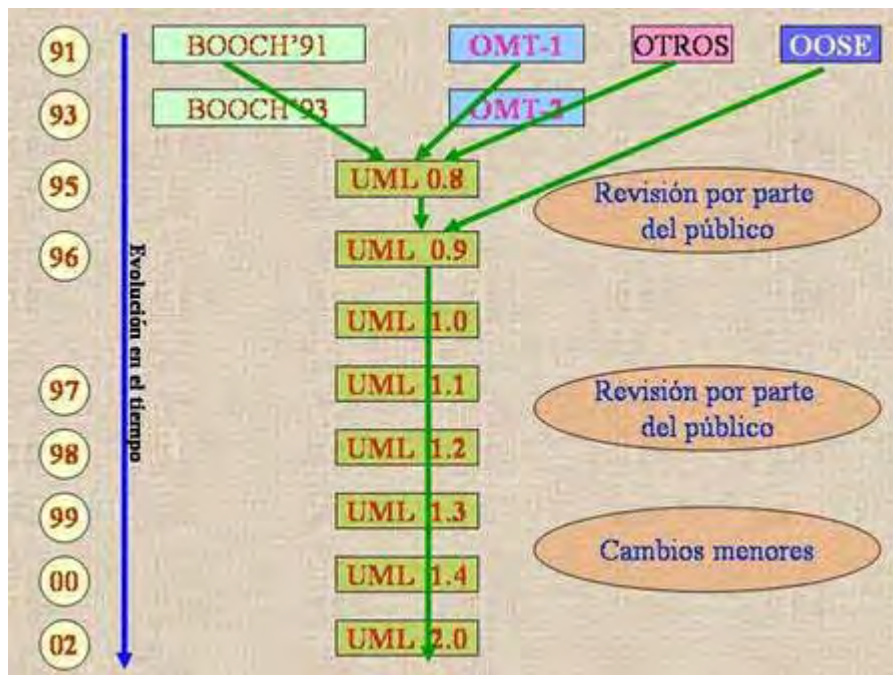 91 BOOCH'91 OMT-1 OTROS OOSE
93 BOOCH'93 OMT-2
95 UML 0.8
Revisión por parte
del público
96 UML 0.9
Evolución en el tiempo
UML 1.0
97 UML 1.1
Revisión por parte
del público
98 UML 1.2
99 UML 1.3
Cambios menores
00 UML 1.4
02 UML 2.0